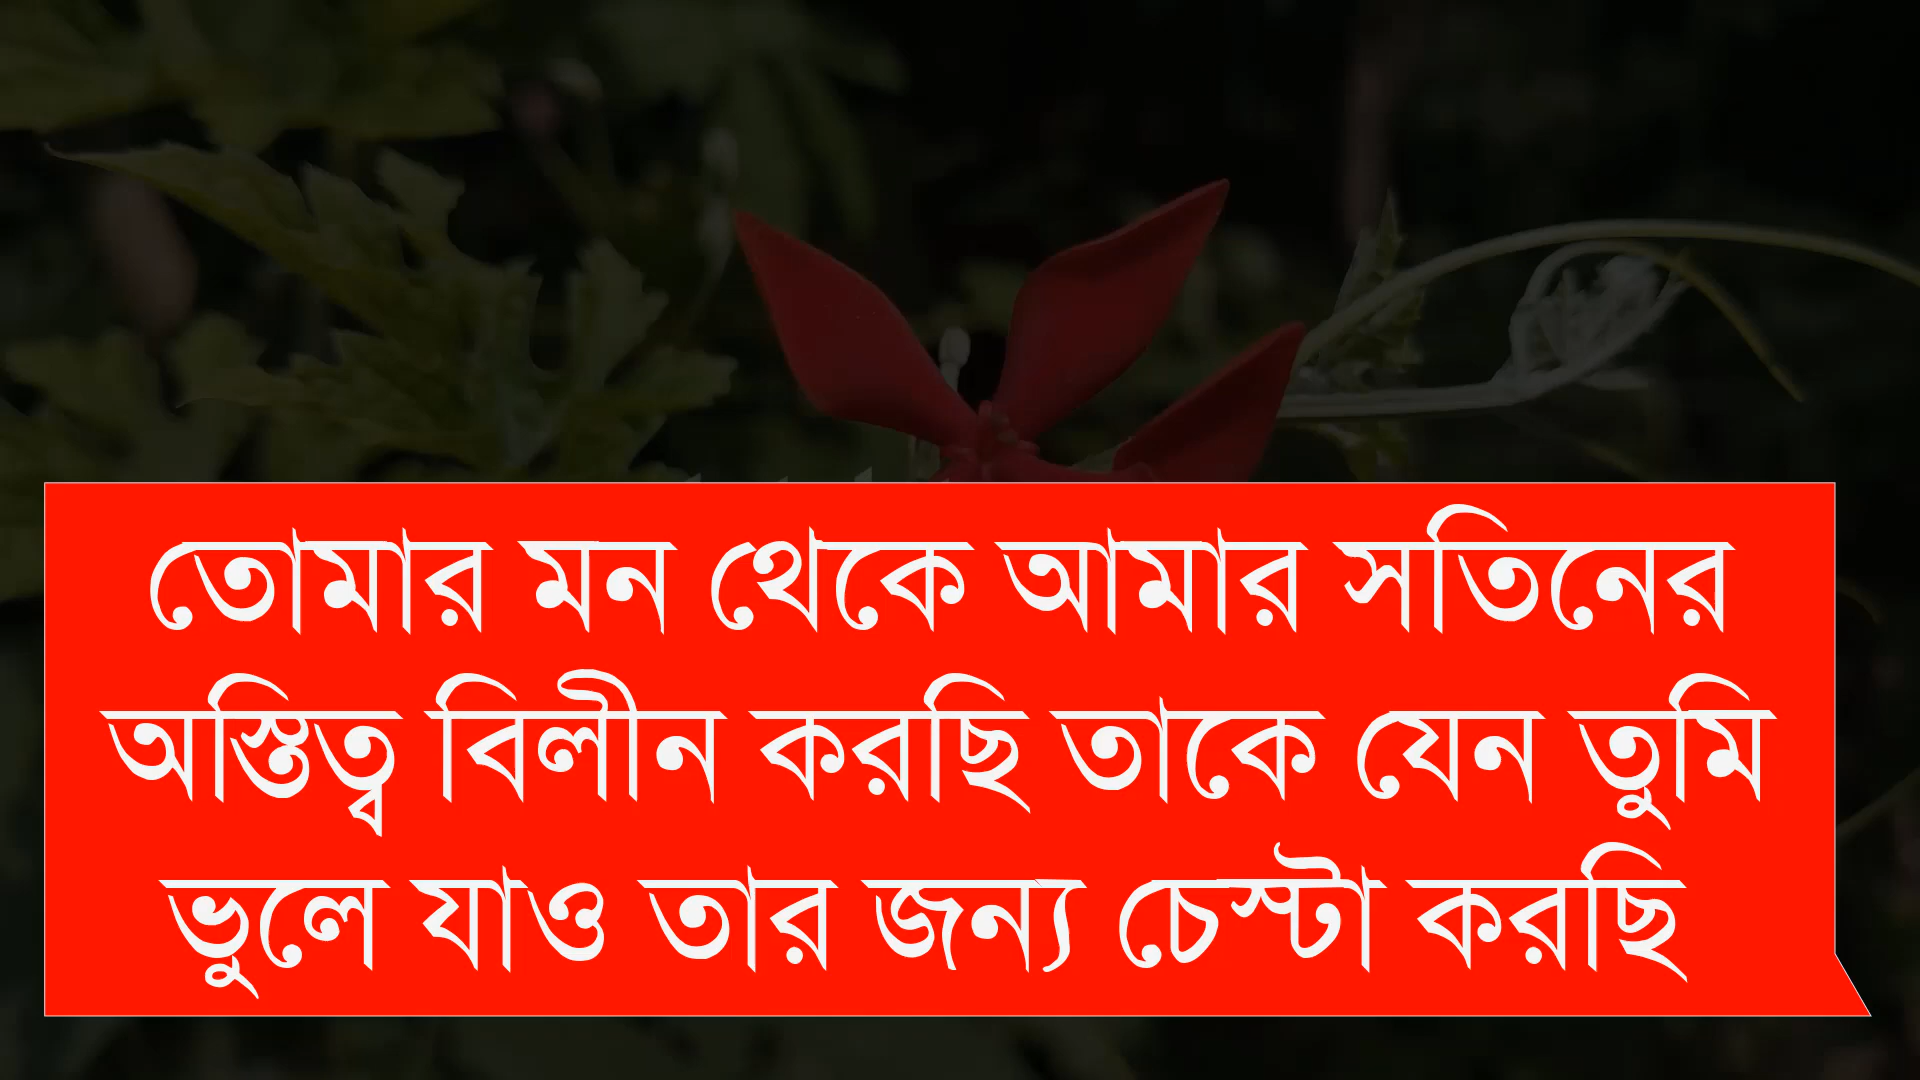 তোমার মন থেকে আমার সতিনের
অস্তিত্ব বিলীন করছি তাকে যেন তুমি
ভুলে যাও তার জন্য চেস্টা করছি